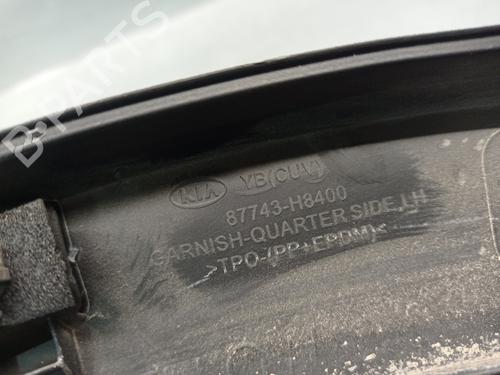 B-PARTS
KIA YB(CUV)
87743-H8400
GARNISH-QUARTER SIDE,LH
>TPO-(PP+EPDM)<